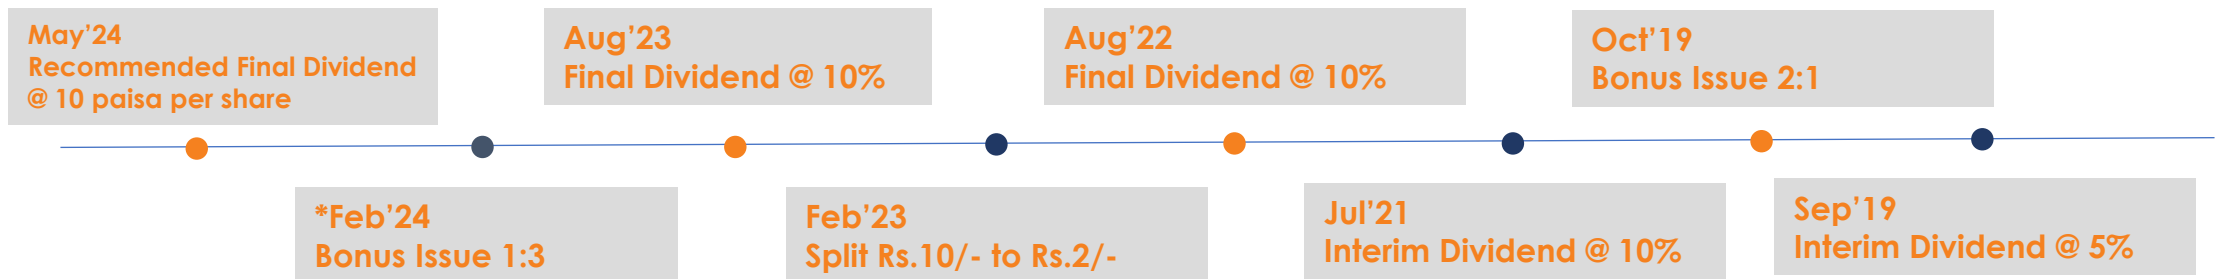 May’24
Recommended Final Dividend
@ 10 paisa per share
Aug’23
Final Dividend @ 10%
Aug’22
Final Dividend @ 10%
Oct’19
Bonus Issue 2:1
*Feb’24
Bonus Issue 1:3
Feb’23
Split Rs.10/- to Rs.2/-
Jul’21
Interim Dividend @ 10%
Sep’19
Interim Dividend @ 5%